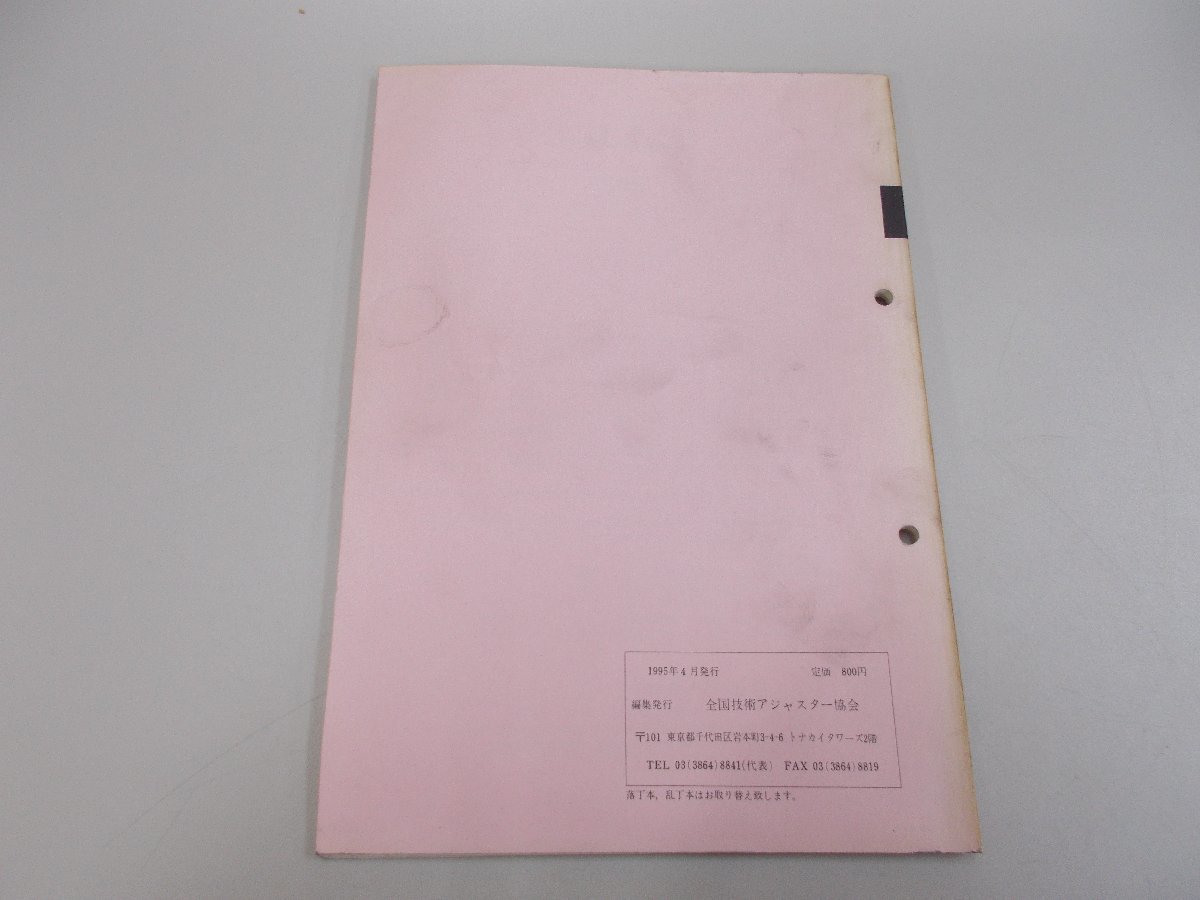 1995年4月発行 定価 800円
編集発行 全国技術アジャスター協会
〒101 東京都千代田区岩本町3-4-6 トナカイタワーズ2階
TEL 03(3864)8841(代表) FAX 03(3864)8819
落丁本,乱丁本はお取り替え致します。